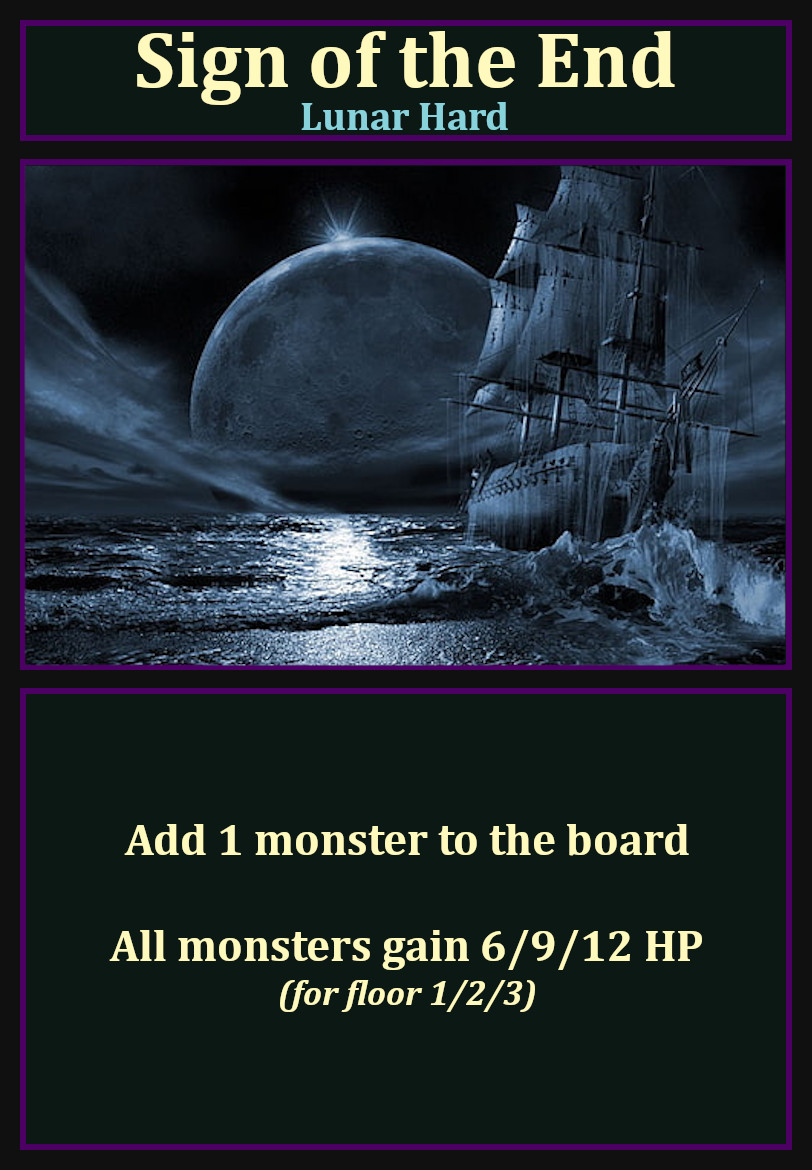 Sign of the End
Lunar Hard
Add 1 monster to the board
All monsters gain 6/9/12 HP
(for floor 1/2/3)